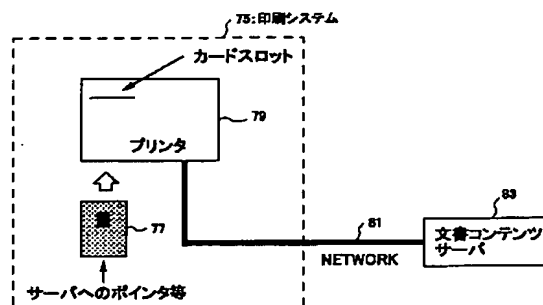 75:印刷システム
カードスロット
79
プリンタ
77
サーバへのポインタ等
81
NETWORK
83
文書コンテンツ
サーバ